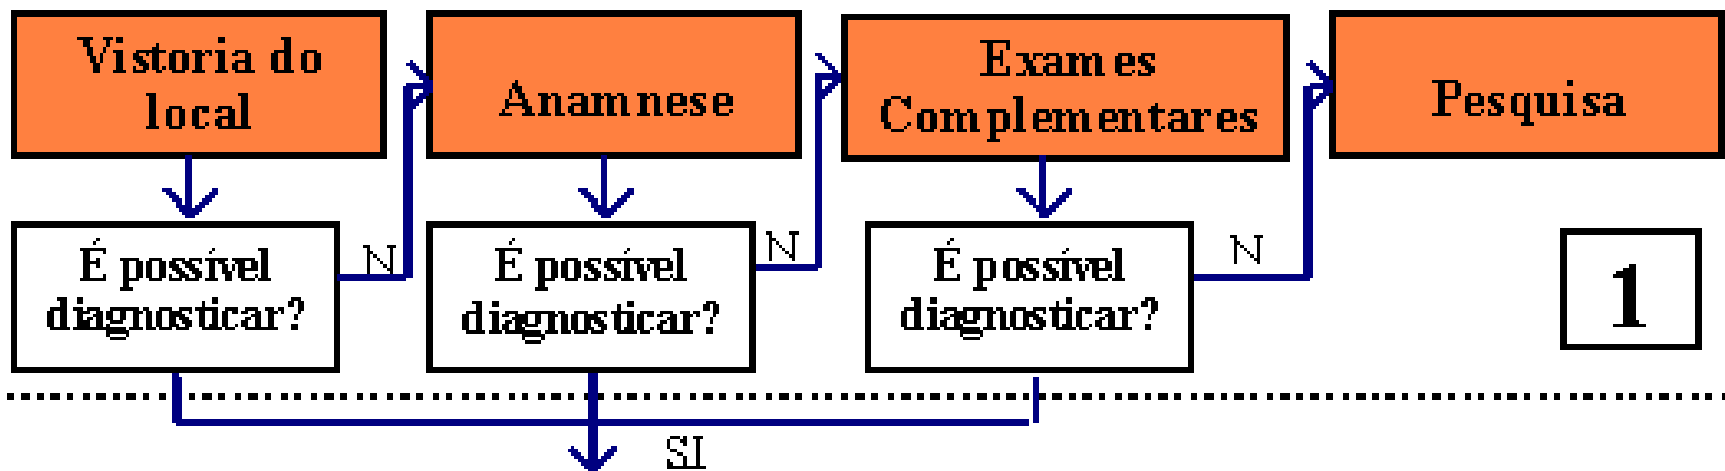 Vistoria do
local
Anamnese
Exames
Complementares
Pesquisa
É possível
diagnosticar?
N
É possível
diagnosticar?
N
É possível
diagnosticar?
N
1
SI